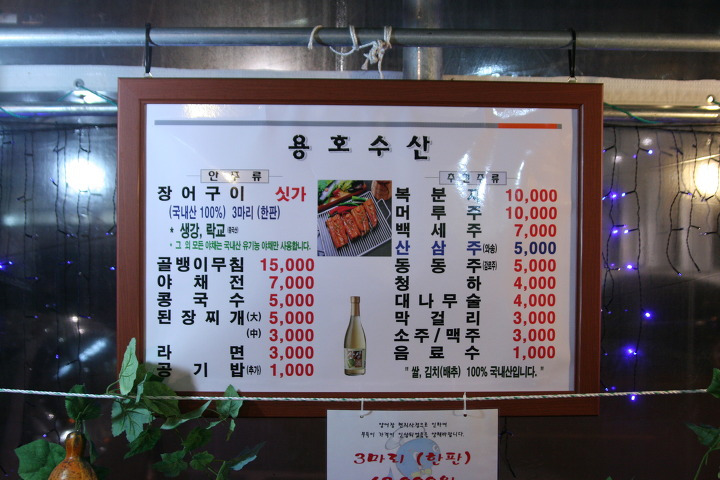 용호수산
안주류
장어구이 싯가
(국내산 100%) 3마리 (한판)
* 생강, 락교 (중국산)
* 그 외 모든 야채는 국내산 유기농 야채만 사용합니다.
골뱅이무침 15,000
야채전 7,000
콩국수 5,000
된장찌개 (大) 5,000
(中) 3,000
라면 3,000
공기밥 (추가) 1,000
주류
복분자 10,000
머루주 10,000
백세주 7,000
산삼주 (와송) 5,000
동동주 5,000
청하 4,000
대나무술 4,000
막걸리 3,000
소주/맥주 3,000
음료수 1,000
"쌀, 김치(배추) 100% 국내산입니다."
3마리 (한판)